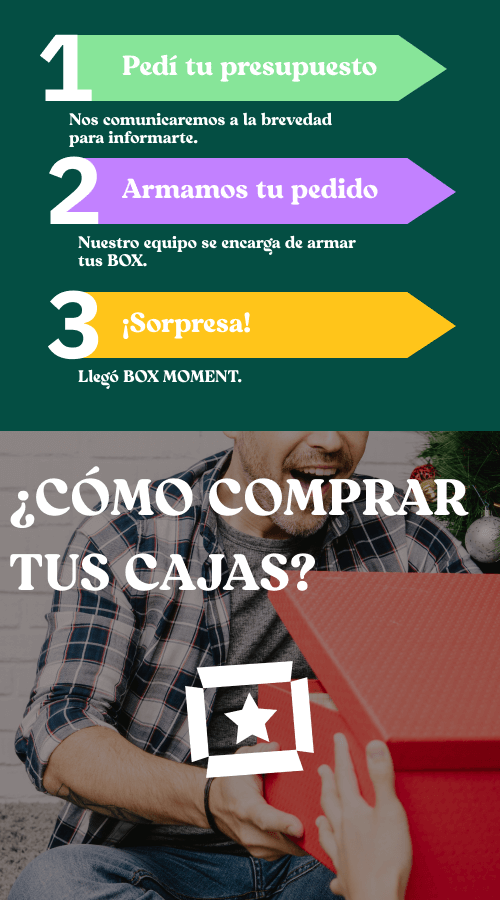 1 Pedí tu presupuesto
Nos comunicaremos a la brevedad
para informarte.
2 Armamos tu pedido
Nuestro equipo se encarga de armar
tus BOX.
3 ¡Sorpresa!
Llegó BOX MOMENT.
¿CÓMO COMPRAR
TUS CAJAS?